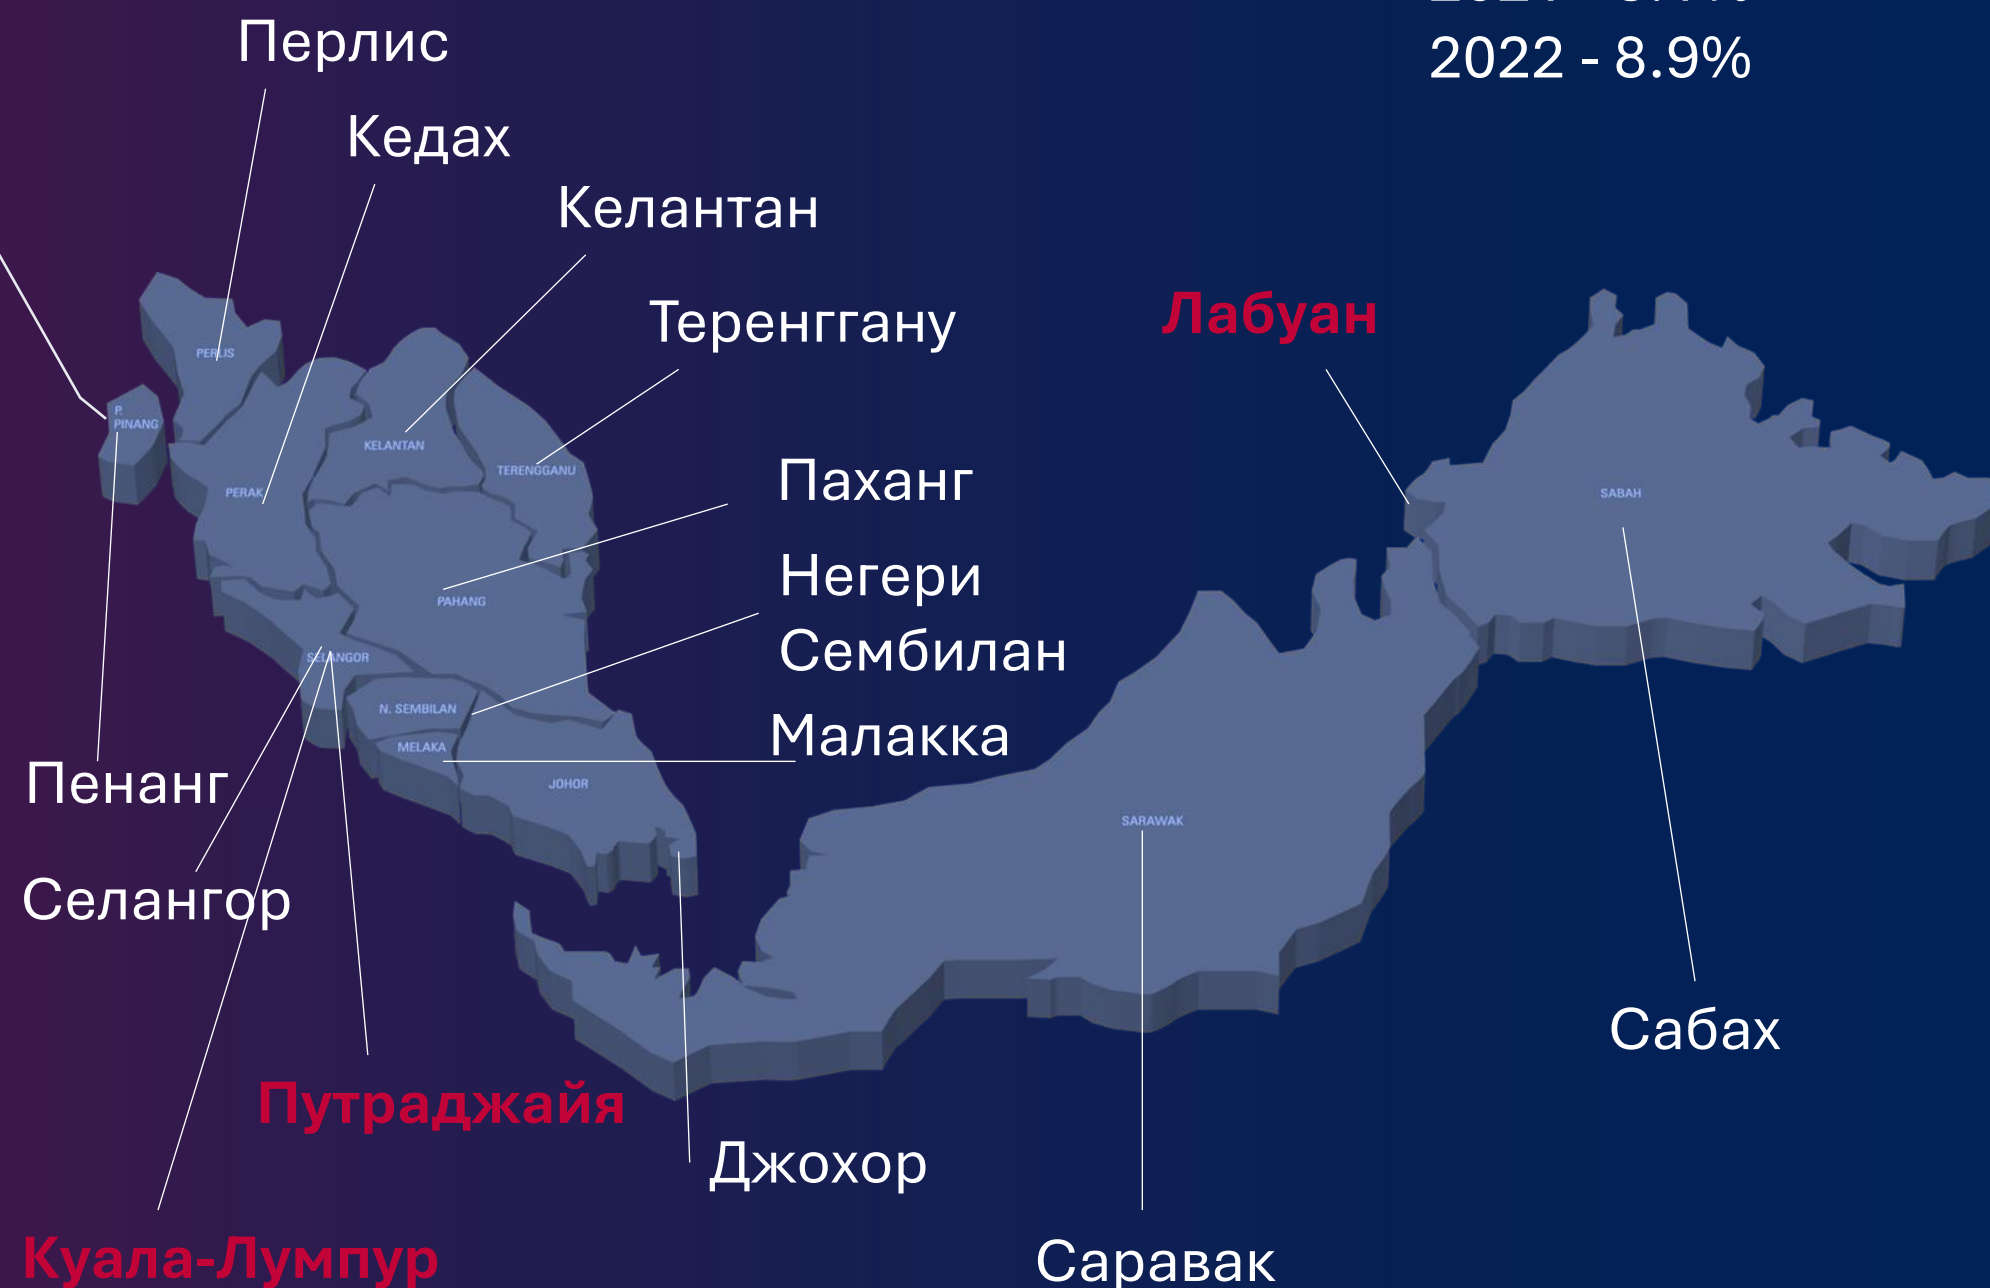 2022 - 8.9%
Перлис
Кедах
Келантан
Теренггану
Лабуан
Паханг
Негери
Сембилан
Малакка
PERLIS
P.
PINANG
KELANTAN
TERENGGANU
PERAK
SABAH
PAHANG
SELANGOR
N. SEMBILAN
MELAKA
JOHOR
SARAWAK
Пенанг
Селангор
Сабах
Путраджайя
Джохор
Куала-Лумпур
Саравак